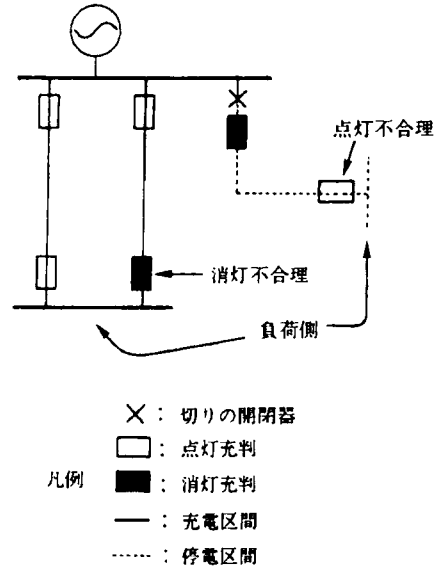 点灯不合理
消灯不合理
負荷側
凡例
×：切りの開閉器
：点灯充判
：消灯充判
：充電区間
：停電区間